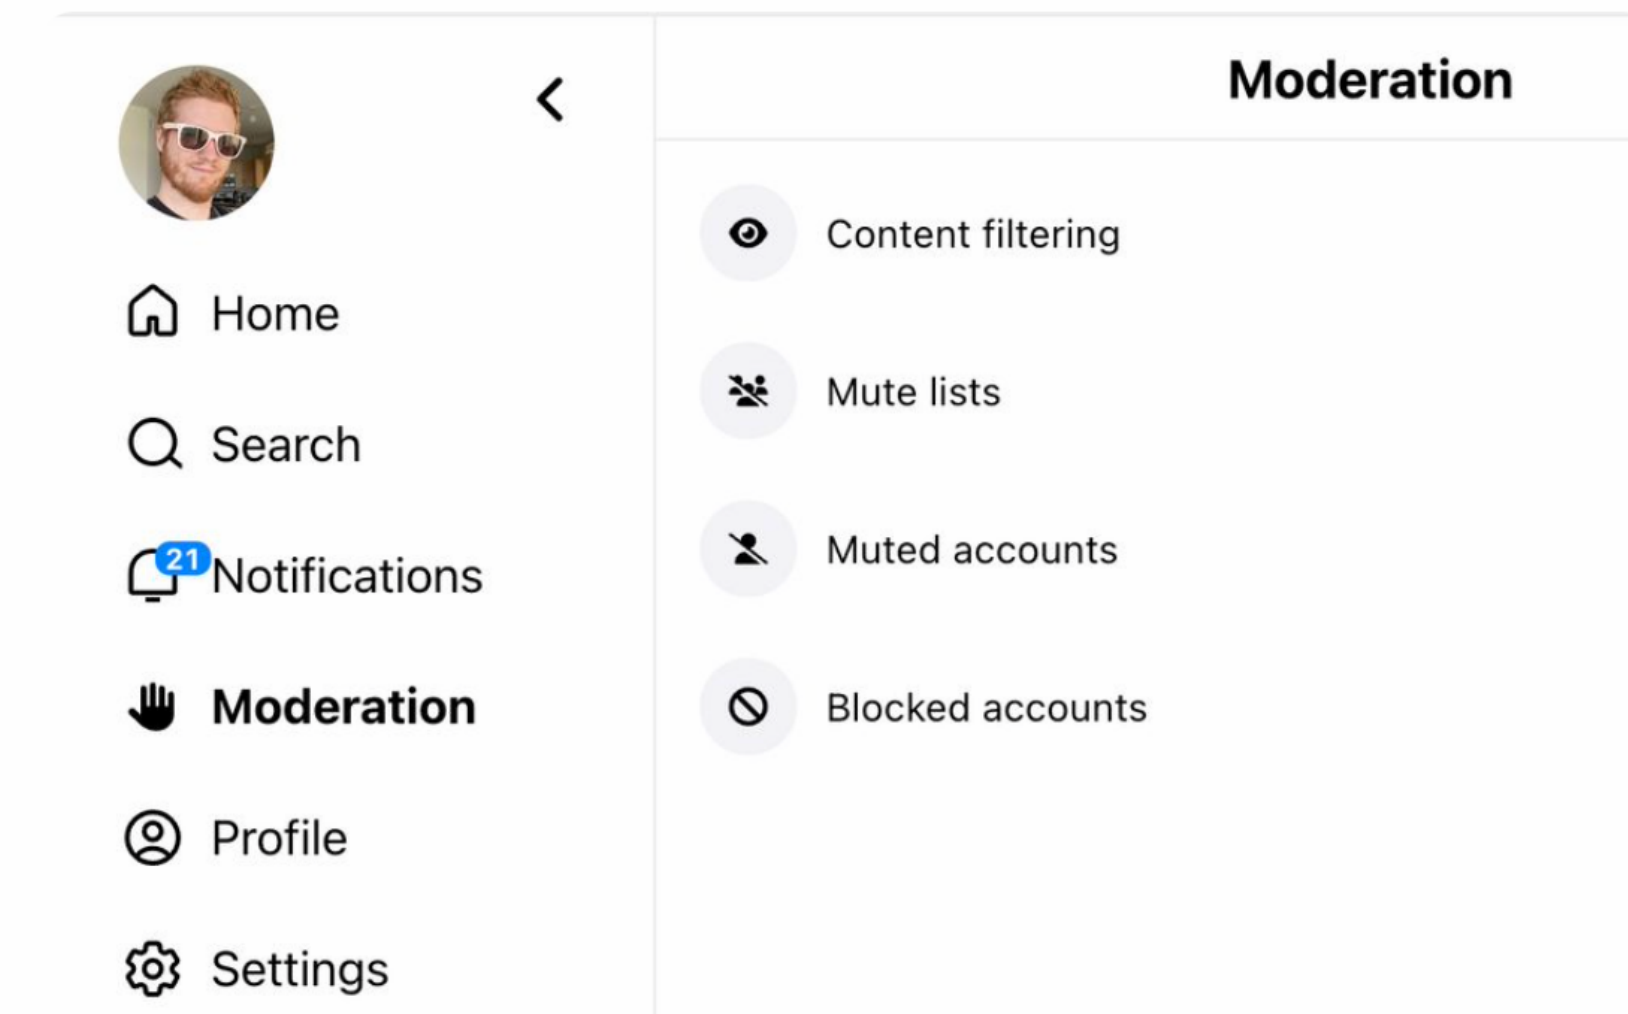 Home
Search
21
Notifications
Moderation
Profile
Settings
Moderation
Content filtering
Mute lists
Muted accounts
Blocked accounts